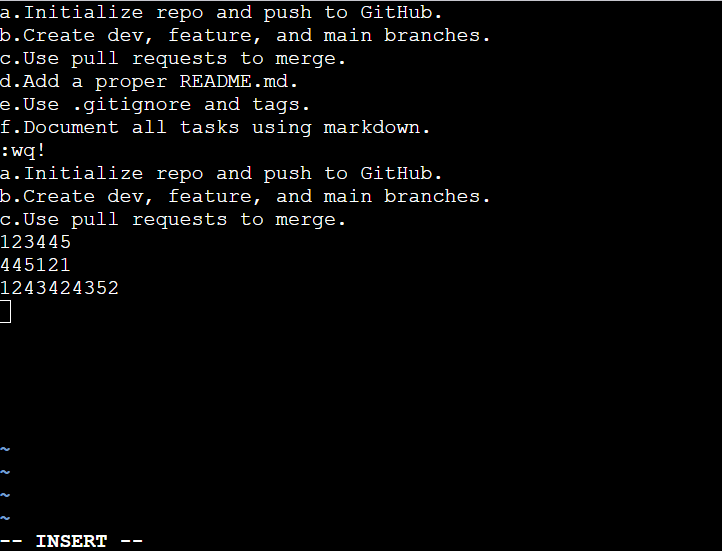 a.Initialize repo and push to GitHub.
b.Create dev, feature, and main branches.
c.Use pull requests to merge.
d.Add a proper README.md.
e.Use .gitignore and tags.
f.Document all tasks using markdown.
:wq!
a.Initialize repo and push to GitHub.
b.Create dev, feature, and main branches.
c.Use pull requests to merge.
123445
445121
1243424352
~
~
~
~
-- INSERT --